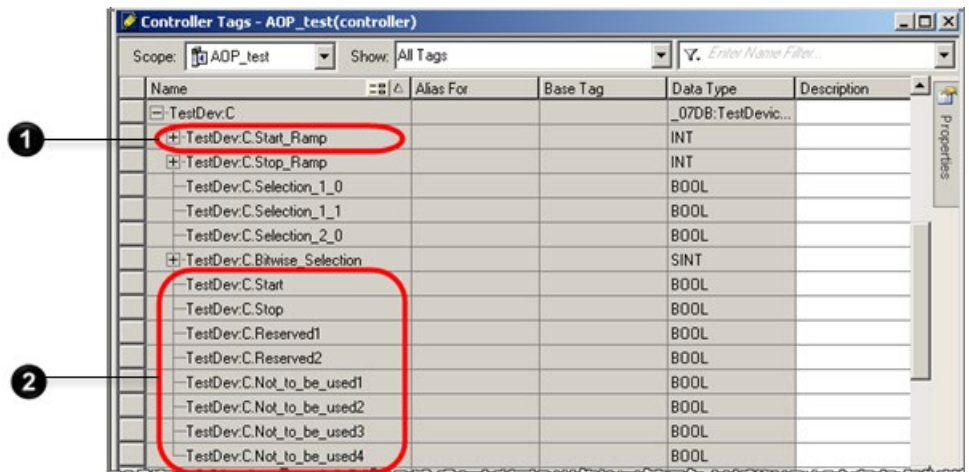 Controller Tags - AOP_test(controller)
Scope: AOP_test Show: All Tags Enter Name Filter...
Name Alias For Base Tag Data Type Description
TestDev:C _07DB:TestDevic...
1 TestDev:C.Start_Ramp INT
TestDev:C.Stop_Ramp INT
TestDev:C.Selection_1_0 BOOL
TestDev:C.Selection_1_1 BOOL
TestDev:C.Selection_2_0 BOOL
TestDev:C.Bitwise_Selection SINT
TestDev:C.Start BOOL
TestDev:C.Stop BOOL
TestDev:C.Reserved1 BOOL
TestDev:C.Reserved2 BOOL
2 TestDev:C.Not_to_be_used1 BOOL
TestDev:C.Not_to_be_used2 BOOL
TestDev:C.Not_to_be_used3 BOOL
TestDev:C.Not_to_be_used4 BOOL
Properties